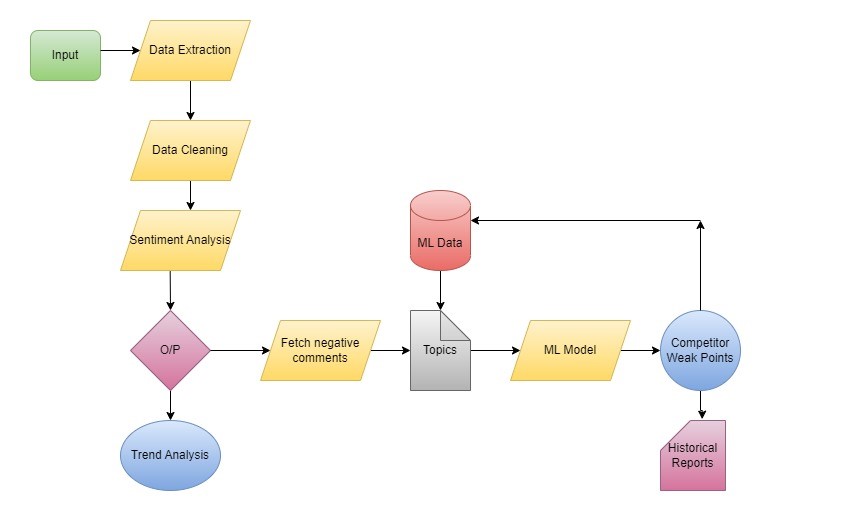 Input
Data Extraction
Data Cleaning
Sentiment Analysis
ML Data
O/P
Fetch negative
comments
Topics
ML Model
Competitor
Weak Points
Trend Analysis
Historical
Reports